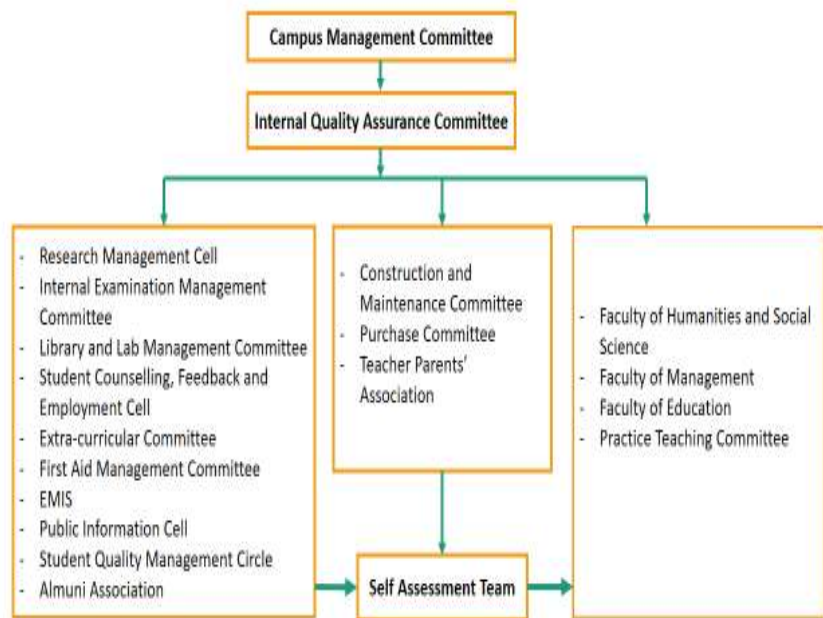 Campus Management Committee
Internal Quality Assurance Committee
- Research Management Cell
- Internal Examination Management
Committee
- Library and Lab Management Committee
- Student Counselling, Feedback and
Employment Cell
- Extra-curricular Committee
- First Aid Management Committee
- EMIS
- Public Information Cell
- Student Quality Management Circle
- Almuni Association
- Construction and
Maintenance Committee
- Purchase Committee
- Teacher Parents'
Association
- Faculty of Humanities and Social
Science
- Faculty of Management
- Faculty of Education
- Practice Teaching Committee
Self Assessment Team